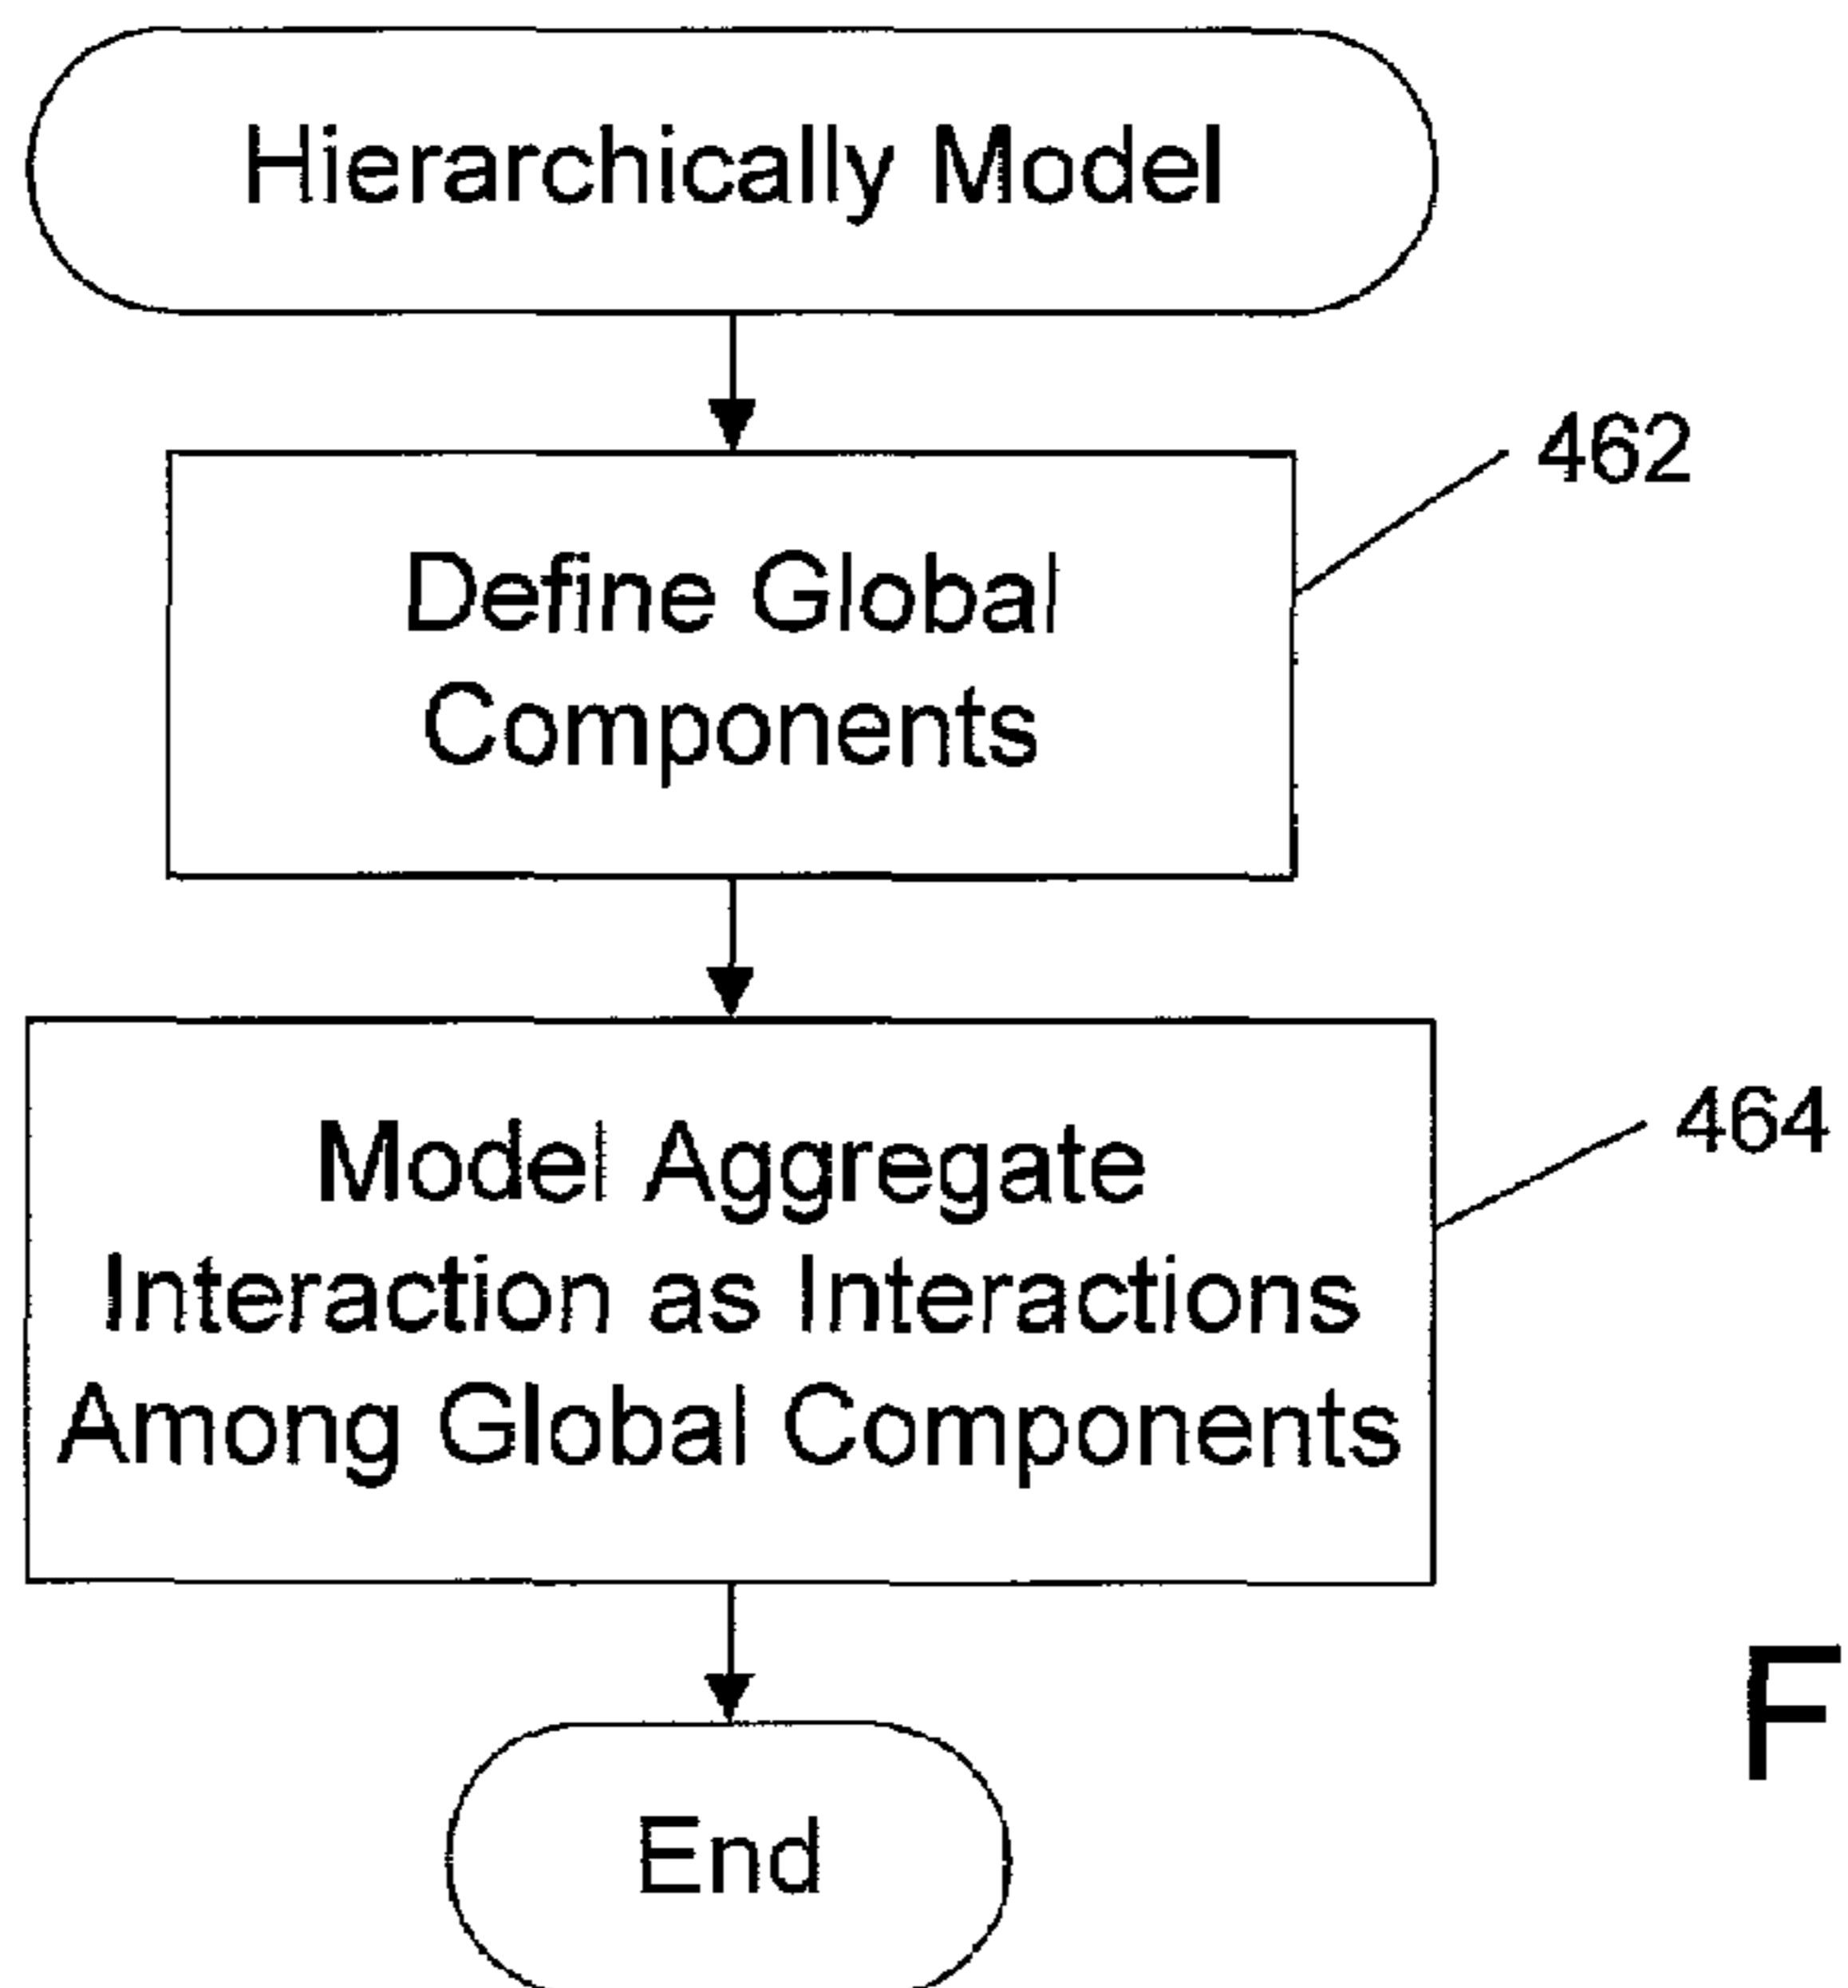 Hierarchically Model
462
Define Global
Components
464
Model Aggregate
Interaction as Interactions
Among Global Components
F
End